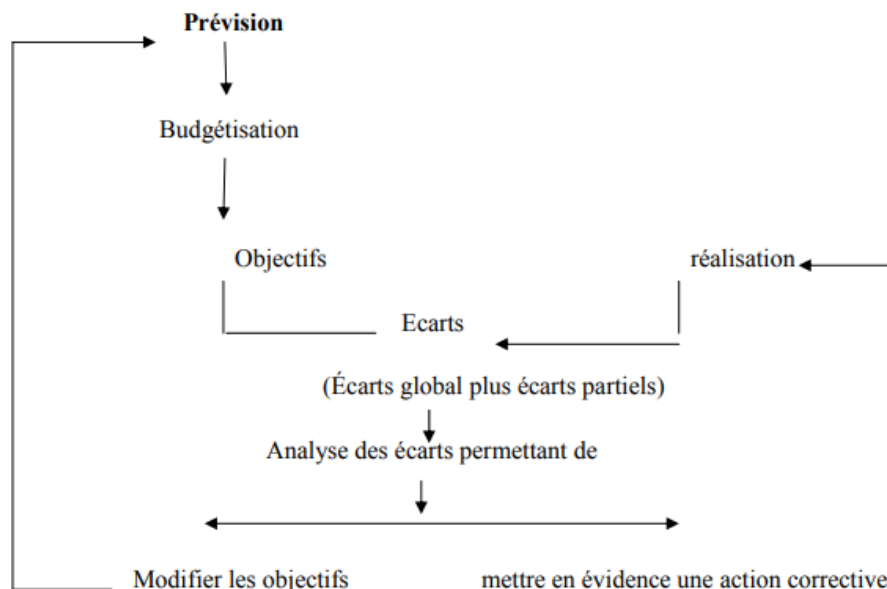 Prévision
Budgétisation
Objectifs réalisation
Ecarts
(Écarts global plus écarts partiels)
Analyse des écarts permettant de
Modifier les objectifs mettre en évidence une action corrective